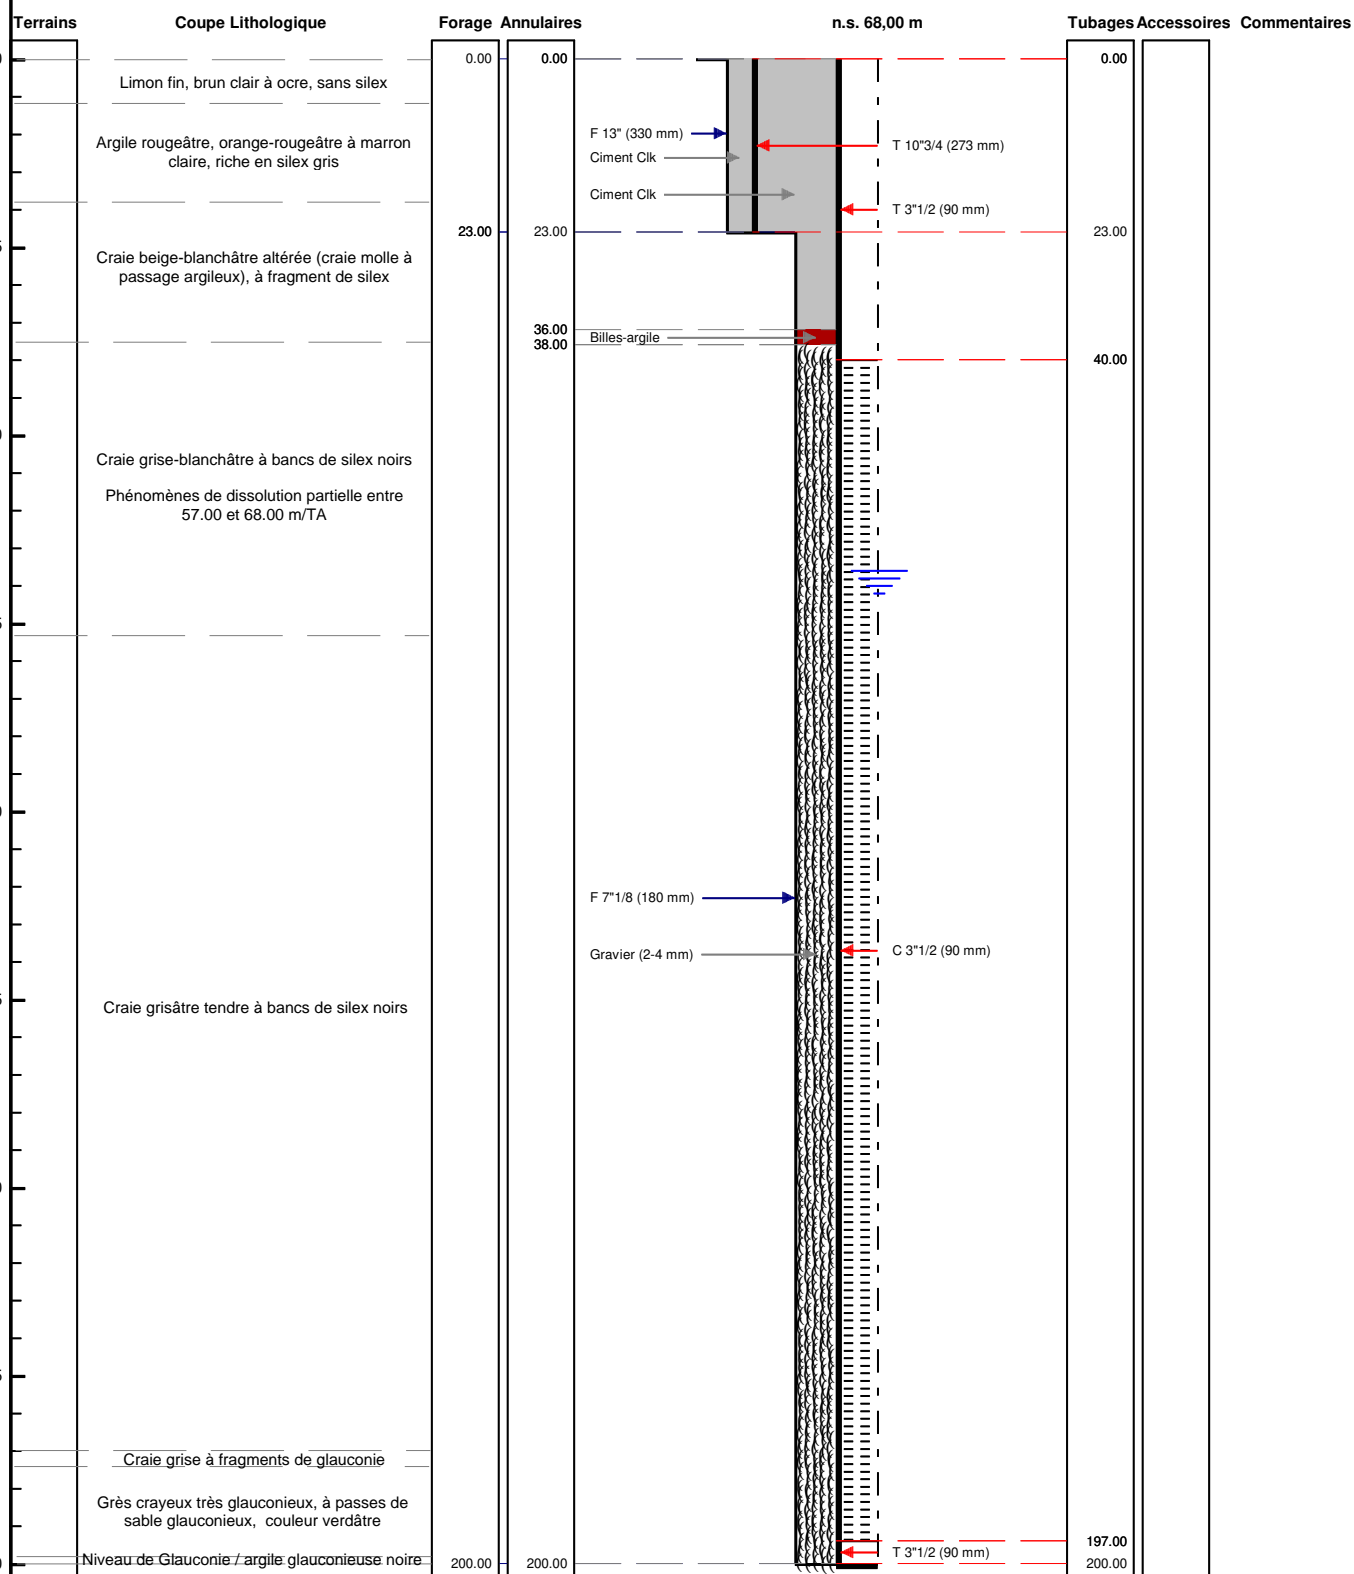 Terrains Coupe Lithologique Forage Annulaires n.s. 68,00 m Tubages Accessoires Commentaires
0.00 0.00 0.00
Limon fin, brun clair à ocre, sans silex
F 13" (330 mm)
Argile rougeâtre, orange-rougeâtre à marron
claire, riche en silex gris
T 10"3/4 (273 mm)
Ciment Clk
Ciment Clk
T 3"1/2 (90 mm)
23.00 23.00 23.00
Craie beige-blanchâtre altérée (craie molle à
passage argileux), à fragment de silex
36.00
Billes-argile
38.00
40.00
Craie grise-blanchâtre à bancs de silex noirs
Phénomènes de dissolution partielle entre
57.00 et 68.00 m/TA
F 7"1/8 (180 mm)
Gravier (2-4 mm)
C 3"1/2 (90 mm)
Craie grisâtre tendre à bancs de silex noirs
Craie grise à fragments de glauconie
Grès crayeux très glauconieux, à passes de
sable glauconieux, couleur verdâtre
197.00
T 3"1/2 (90 mm)
Niveau de Glauconie / argile glauconieuse noire
200.00 200.00 200.00